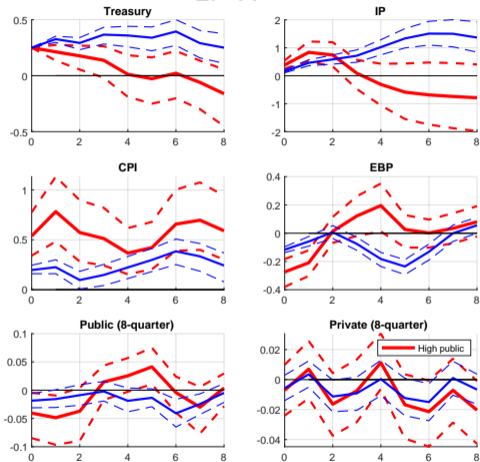 Treasury
IP
0.5
0
-0.5
0 2 4 6 8
2
1
0
-1
-2
0 2 4 6 8
CPI
EBP
1
0.5
0
0 2 4 6 8
0.4
0.2
0
-0.2
-0.4
0 2 4 6 8
Public (8-quarter)
Private (8-quarter)
0.1
0.05
0
-0.05
-0.1
0 2 4 6 8
High public
0.02
0
-0.02
-0.04
0 2 4 6 8